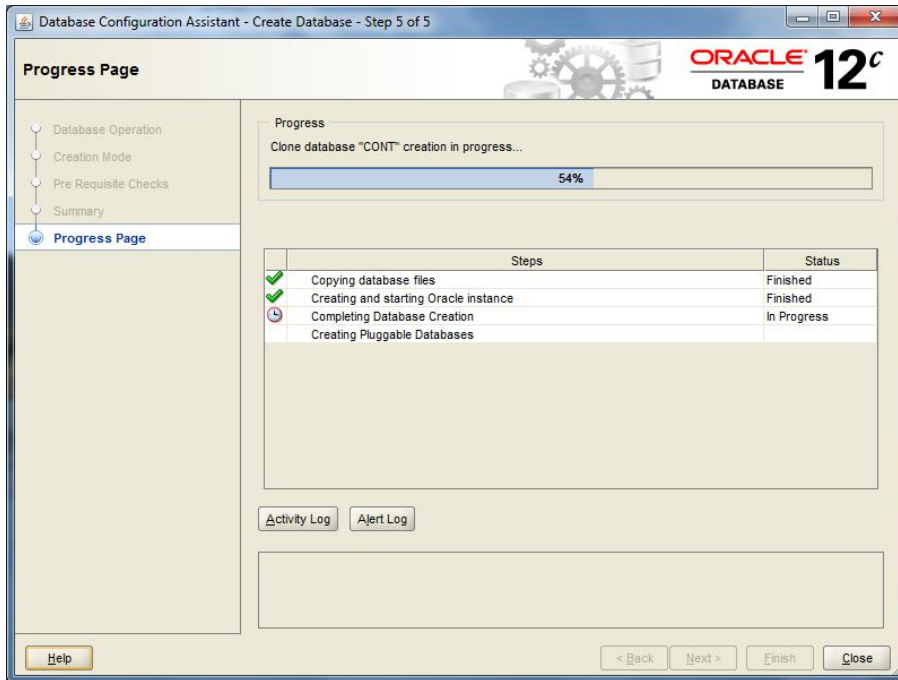 Database Configuration Assistant - Create Database - Step 5 of 5
Progress Page
ORACLE
DATABASE
12c
Database Operation
Creation Mode
Pre Requisite Checks
Summary
Progress Page
Progress
Clone database "CONT" creation in progress...
54%
Steps Status
Copying database files Finished
Creating and starting Oracle instance Finished
Completing Database Creation In Progress
Creating Pluggable Databases
Activity Log Alert Log
Help < Back Next > Finish Close